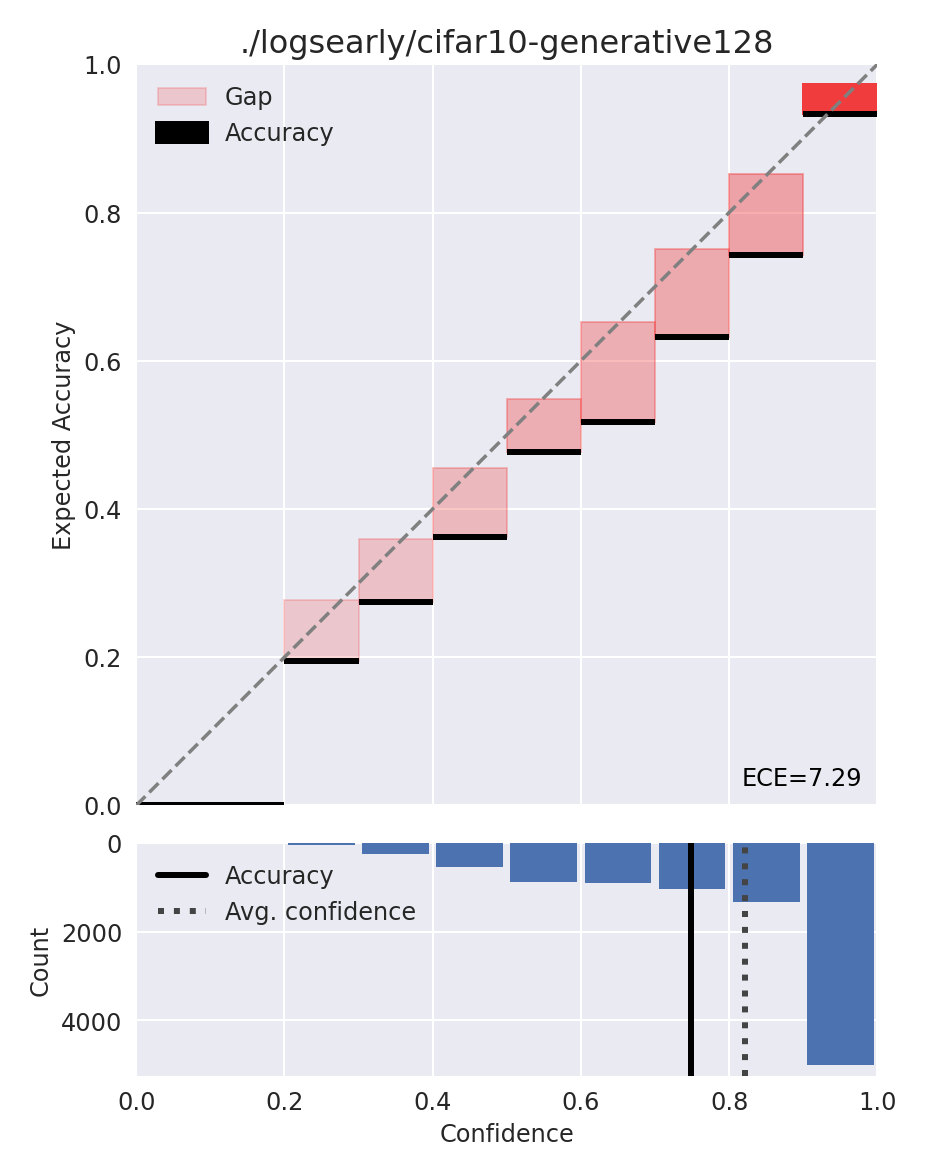 ./logsearly/cifar10-generative128
1.0
Gap
Accuracy
0.8
0.6
Expected Accuracy
0.4
0.2
ECE=7.29
0.0
0
Accuracy
Avg. confidence
2000
Count
4000
0.0 0.2 0.4 0.6 0.8 1.0
Confidence